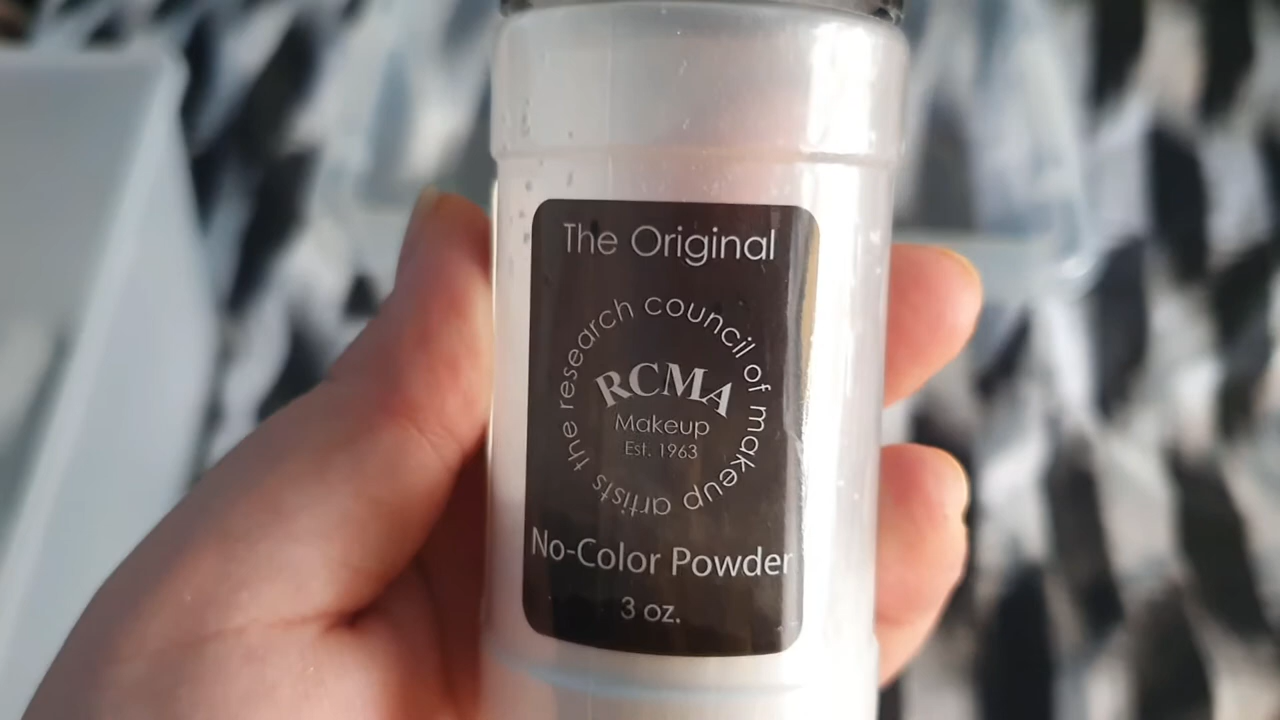 The Original
the research council of makeup artists
RCMA
Makeup
Est. 1963
No-Color Powder
3 oz.